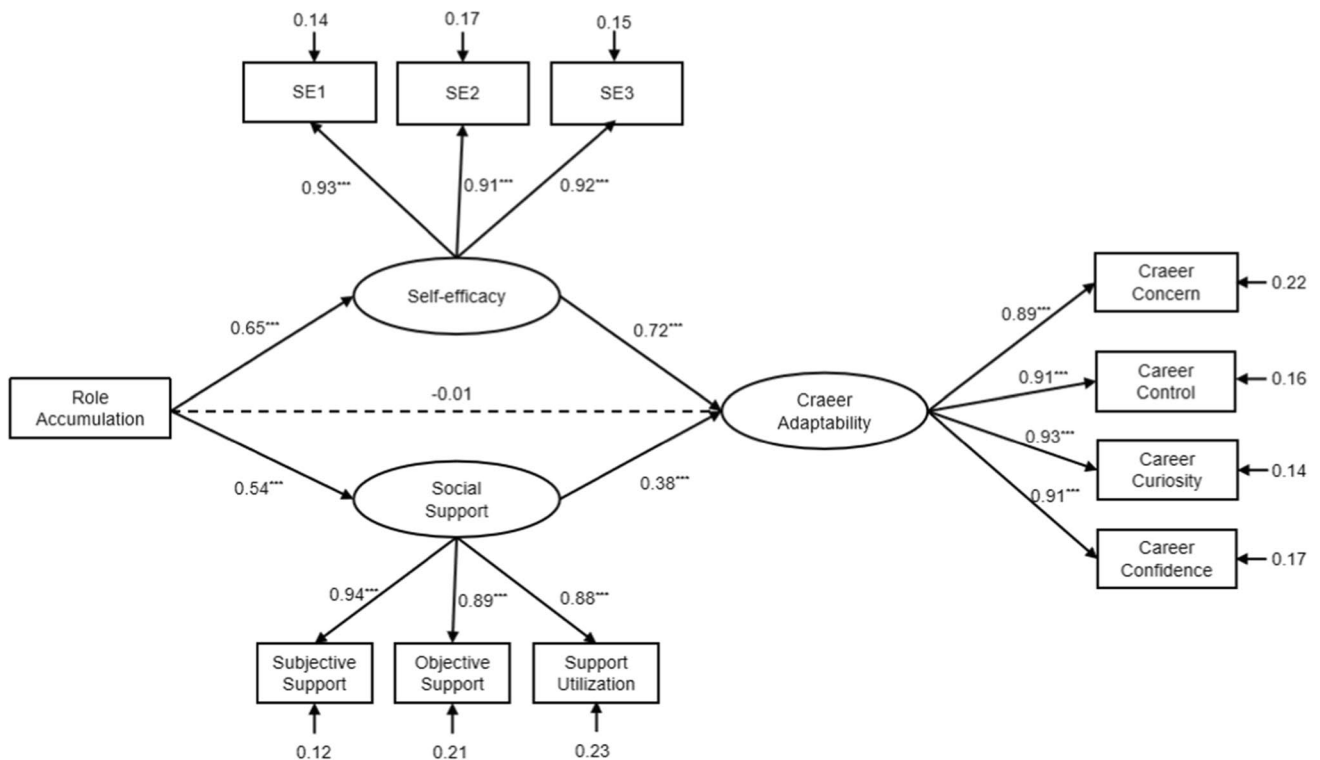 0.14
0.17
0.15
SE1
SE2
SE3
0.93***
0.91***
0.92***
Self-efficacy
0.65***
0.72***
Role
Accumulation
-0.01
Craeer
Adaptability
0.54***
0.38***
Social
Support
0.94***
0.89***
0.88***
Subjective
Support
Objective
Support
Support
Utilization
0.12
0.21
0.23
0.89***
0.91***
0.93***
0.91***
Craeer
Concern
0.22
Career
Control
0.16
Career
Curiosity
0.14
Career
Confidence
0.17